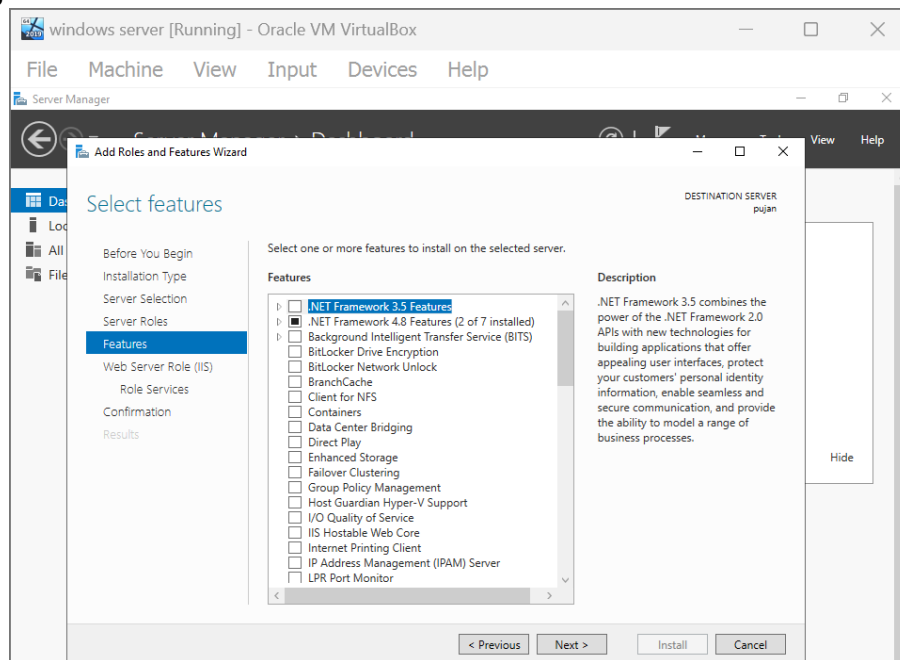 windows server [Running] - Oracle VM VirtualBox
File Machine View Input Devices Help
Server Manager
View Help
Add Roles and Features Wizard
Select features
DESTINATION SERVER
pujan
Before You Begin
Installation Type
Server Selection
Server Roles
Features
Web Server Role (IIS)
Role Services
Confirmation
Results
Select one or more features to install on the selected server.
Features
.NET Framework 3.5 Features
.NET Framework 4.8 Features (2 of 7 installed)
Background Intelligent Transfer Service (BITS)
BitLocker Drive Encryption
BitLocker Network Unlock
BranchCache
Client for NFS
Containers
Data Center Bridging
Direct Play
Enhanced Storage
Failover Clustering
Group Policy Management
Host Guardian Hyper-V Support
I/O Quality of Service
IIS Hostable Web Core
Internet Printing Client
IP Address Management (IPAM) Server
LPR Port Monitor
Description
.NET Framework 3.5 combines the
power of the .NET Framework 2.0
APIs with new technologies for
building applications that offer
appealing user interfaces, protect
your customers' personal identity
information, enable seamless and
secure communication, and provide
the ability to model a range of
business processes.
Hide
< Previous
Next >
Install
Cancel